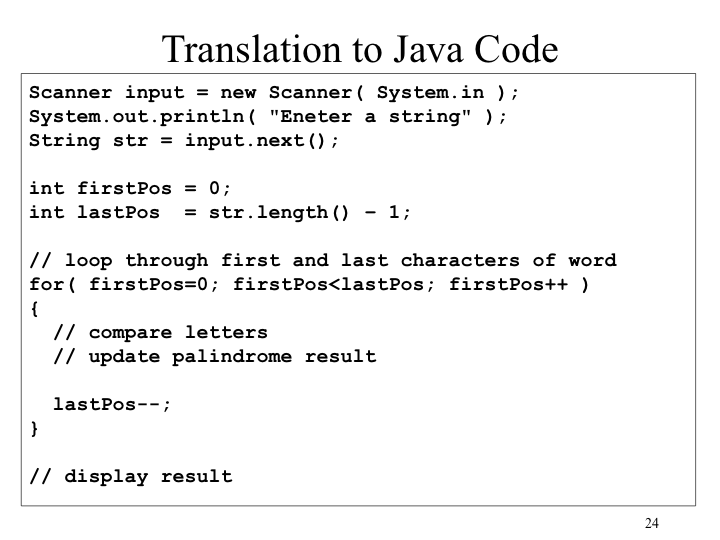 Translation to Java Code
Scanner input = new Scanner( System.in );
System.out.println( "Eneter a string" );
String str = input.next();
int firstPos = 0;
int lastPos  = str.length() – 1;
// loop through first and last characters of word
for( firstPos=0; firstPos<lastPos; firstPos++ )
{
  // compare letters
  // update palindrome result
  lastPos--;
}
// display result
24